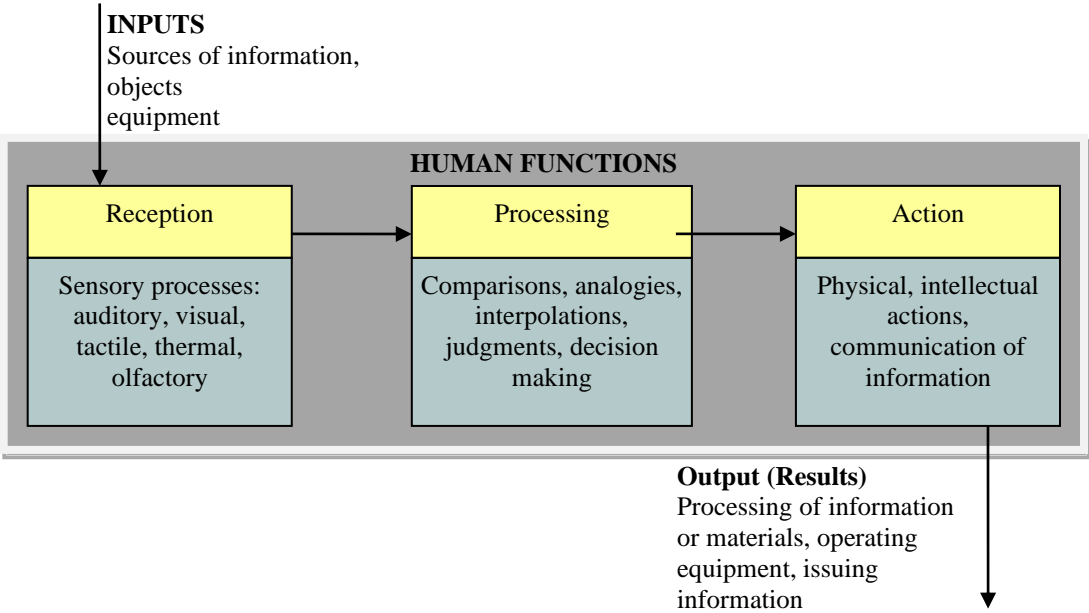 INPUTS
Sources of information,
objects
equipment
HUMAN FUNCTIONS
Reception
Sensory processes:
auditory, visual,
tactile, thermal,
olfactory
Processing
Comparisons, analogies,
interpolations,
judgments, decision
making
Action
Physical, intellectual
actions,
communication of
information
Output (Results)
Processing of information
or materials, operating
equipment, issuing
information